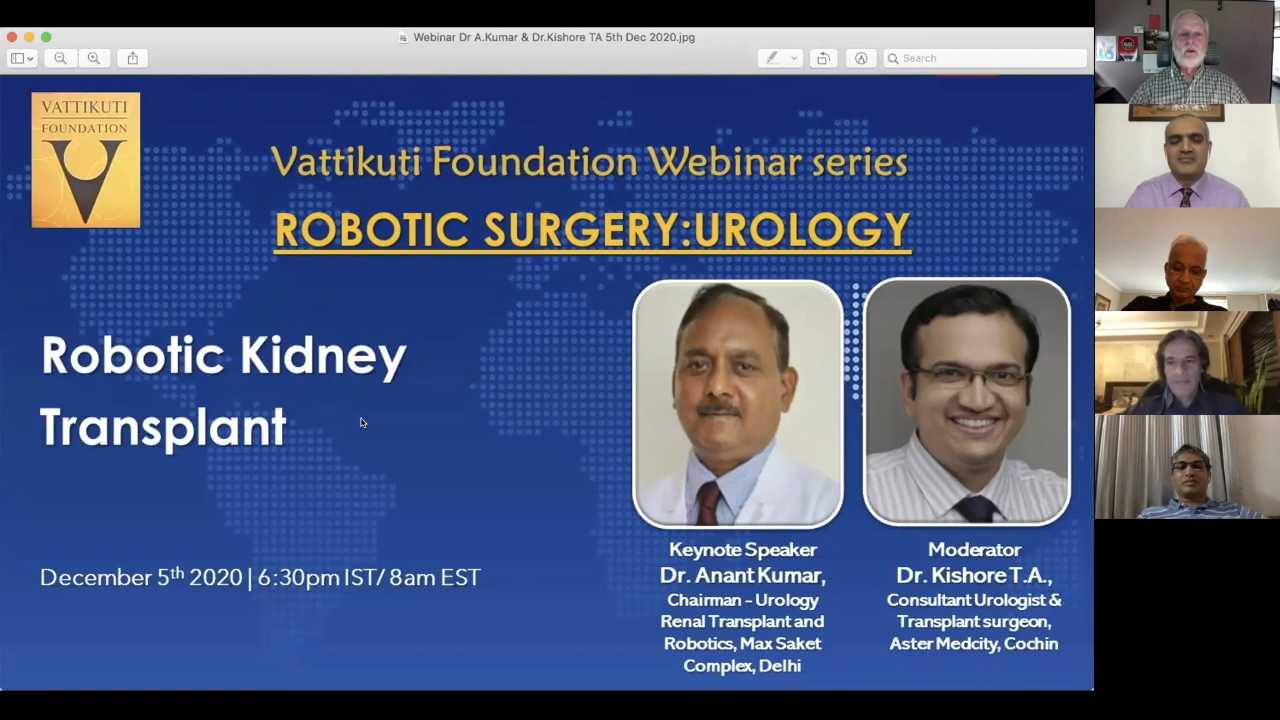 Webinar Dr A.Kumar & Dr.Kishore TA 5th Dec 2020.jpg
Search
VATTIKUTI
FOUNDATION
Vattikuti Foundation Webinar series
ROBOTIC SURGERY:UROLOGY
Robotic Kidney
Transplant
December 5th 2020 | 6:30pm IST/ 8am EST
Keynote Speaker
Dr. Anant Kumar,
Chairman - Urology
Renal Transplant and
Robotics, Max Saket
Complex, Delhi
Moderator
Dr. Kishore T.A.,
Consultant Urologist &
Transplant surgeon,
Aster Medcity, Cochin